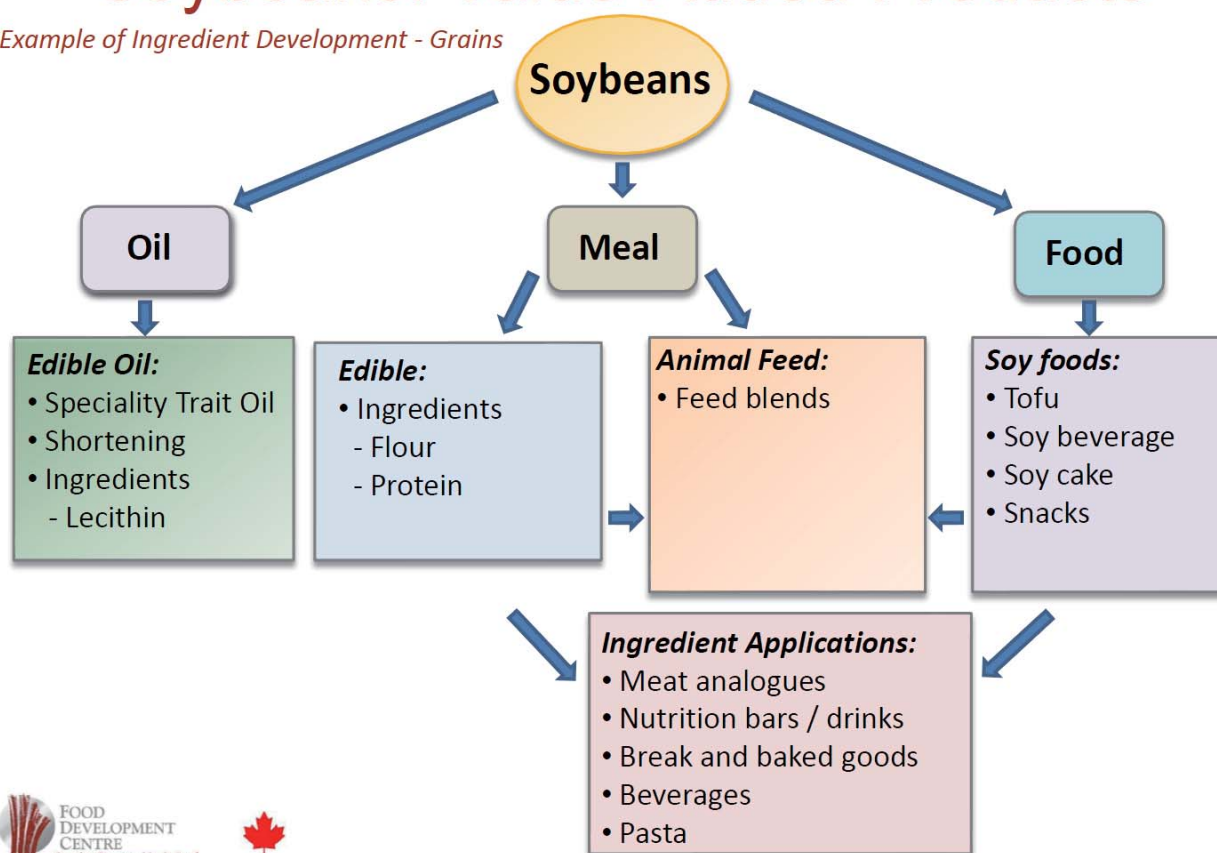 Example of Ingredient Development - Grains
Soybeans
Oil
Meal
Food
Edible Oil:
• Speciality Trait Oil
• Shortening
• Ingredients
- Lecithin
Edible:
• Ingredients
- Flour
- Protein
Animal Feed:
• Feed blends
Soy foods:
• Tofu
• Soy beverage
• Soy cake
• Snacks
Ingredient Applications:
• Meat analogues
• Nutrition bars / drinks
• Break and baked goods
• Beverages
• Pasta
FOOD
DEVELOPMENT
CENTRE